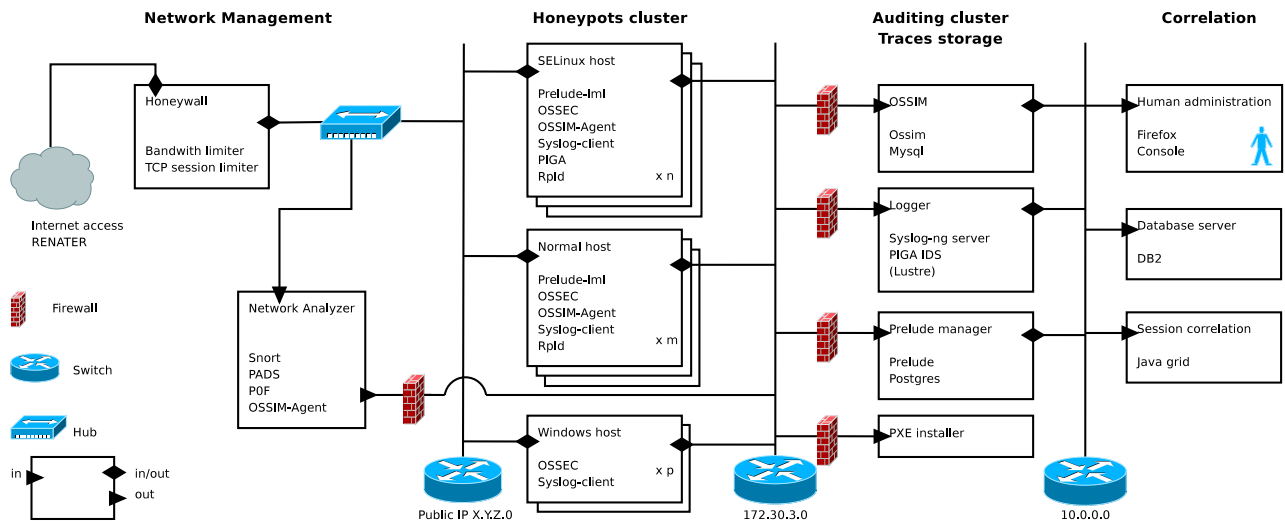 Network Management
Honeypots cluster
Auditing cluster
Traces storage
Correlation
Honeywall
Bandwith limiter
TCP session limiter
Internet access
RENATER
Network Analyzer
Snort
PADS
P0F
OSSIM-Agent
Firewall
Switch
Hub
in
in/out
out
SELinux host
Prelude-lml
OSSEC
OSSIM-Agent
Syslog-client
PIGA
Rpld
x n
Normal host
Prelude-lml
OSSEC
OSSIM-Agent
Syslog-client
Rpld
x m
Windows host
OSSEC
Syslog-client
x p
Public IP X.Y.Z.0
172.30.3.0
OSSIM
Ossim
Mysql
Logger
Syslog-ng server
PIGA IDS
(Lustre)
Prelude manager
Prelude
Postgres
PXE installer
10.0.0.0
Human administration
Firefox
Console
Database server
DB2
Session correlation
Java grid